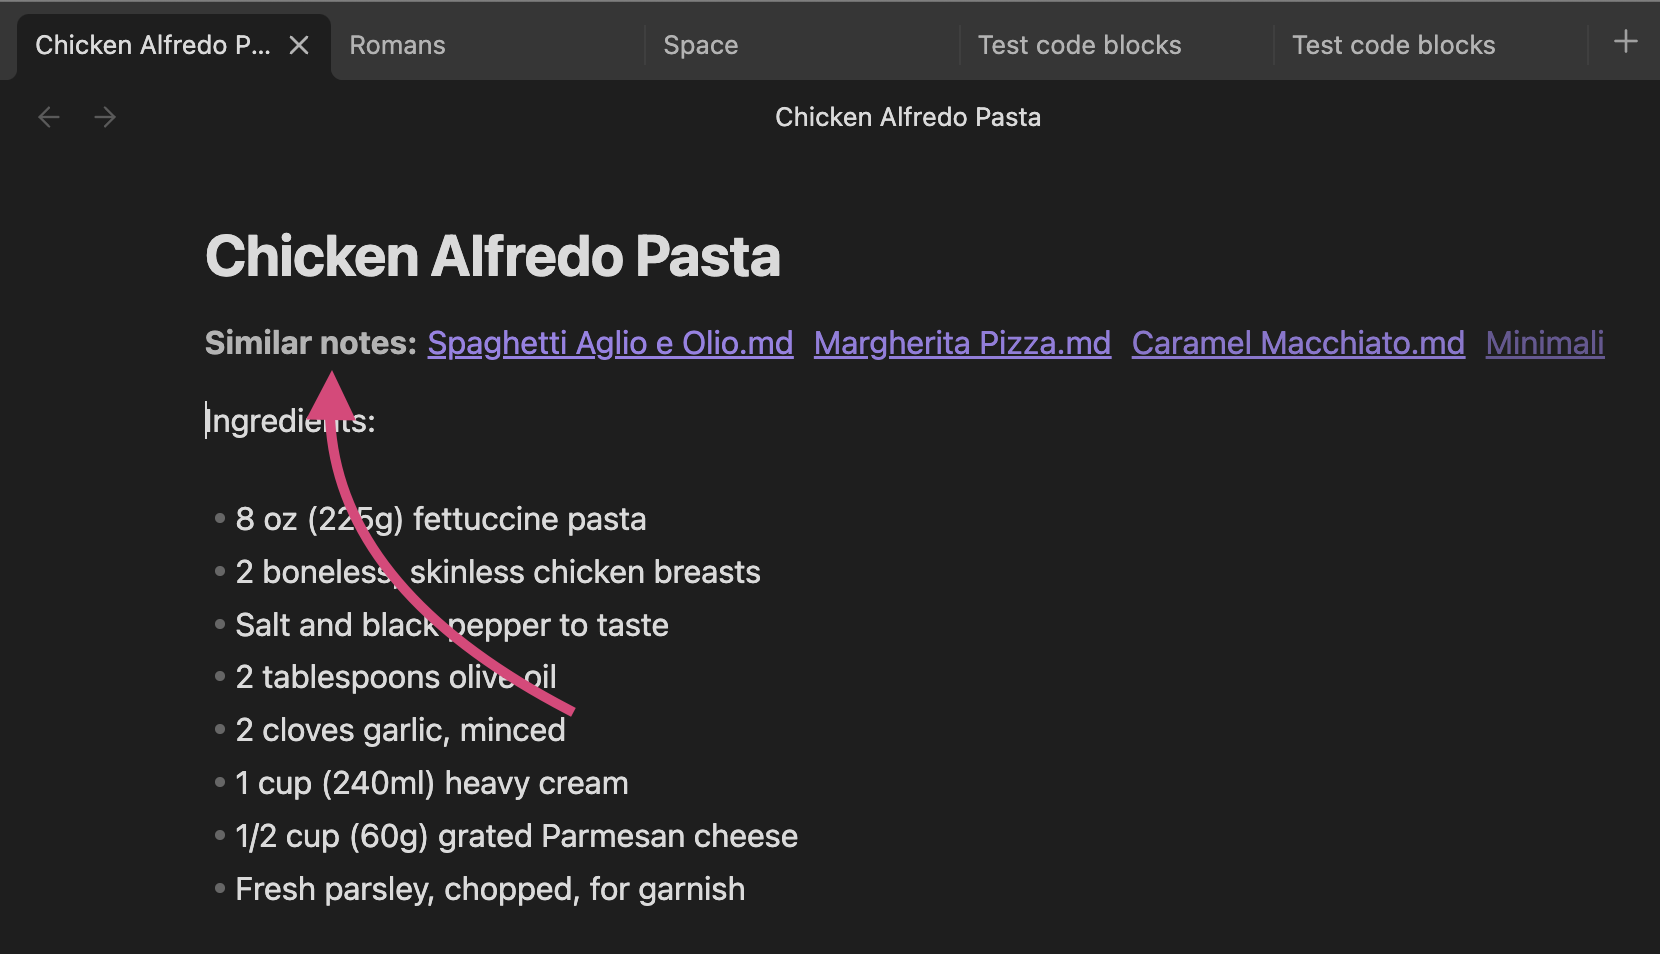 Chicken Alfredo P... Romans Space Test code blocks Test code blocks
Chicken Alfredo Pasta
Chicken Alfredo Pasta
Similar notes: Spaghetti Aglio e Olio.md Margherita Pizza.md Caramel Macchiato.md Minimali
Ingredients:
8 oz (225g) fettuccine pasta
2 boneless, skinless chicken breasts
Salt and black pepper to taste
2 tablespoons olive oil
2 cloves garlic, minced
1 cup (240ml) heavy cream
1/2 cup (60g) grated Parmesan cheese
Fresh parsley, chopped, for garnish